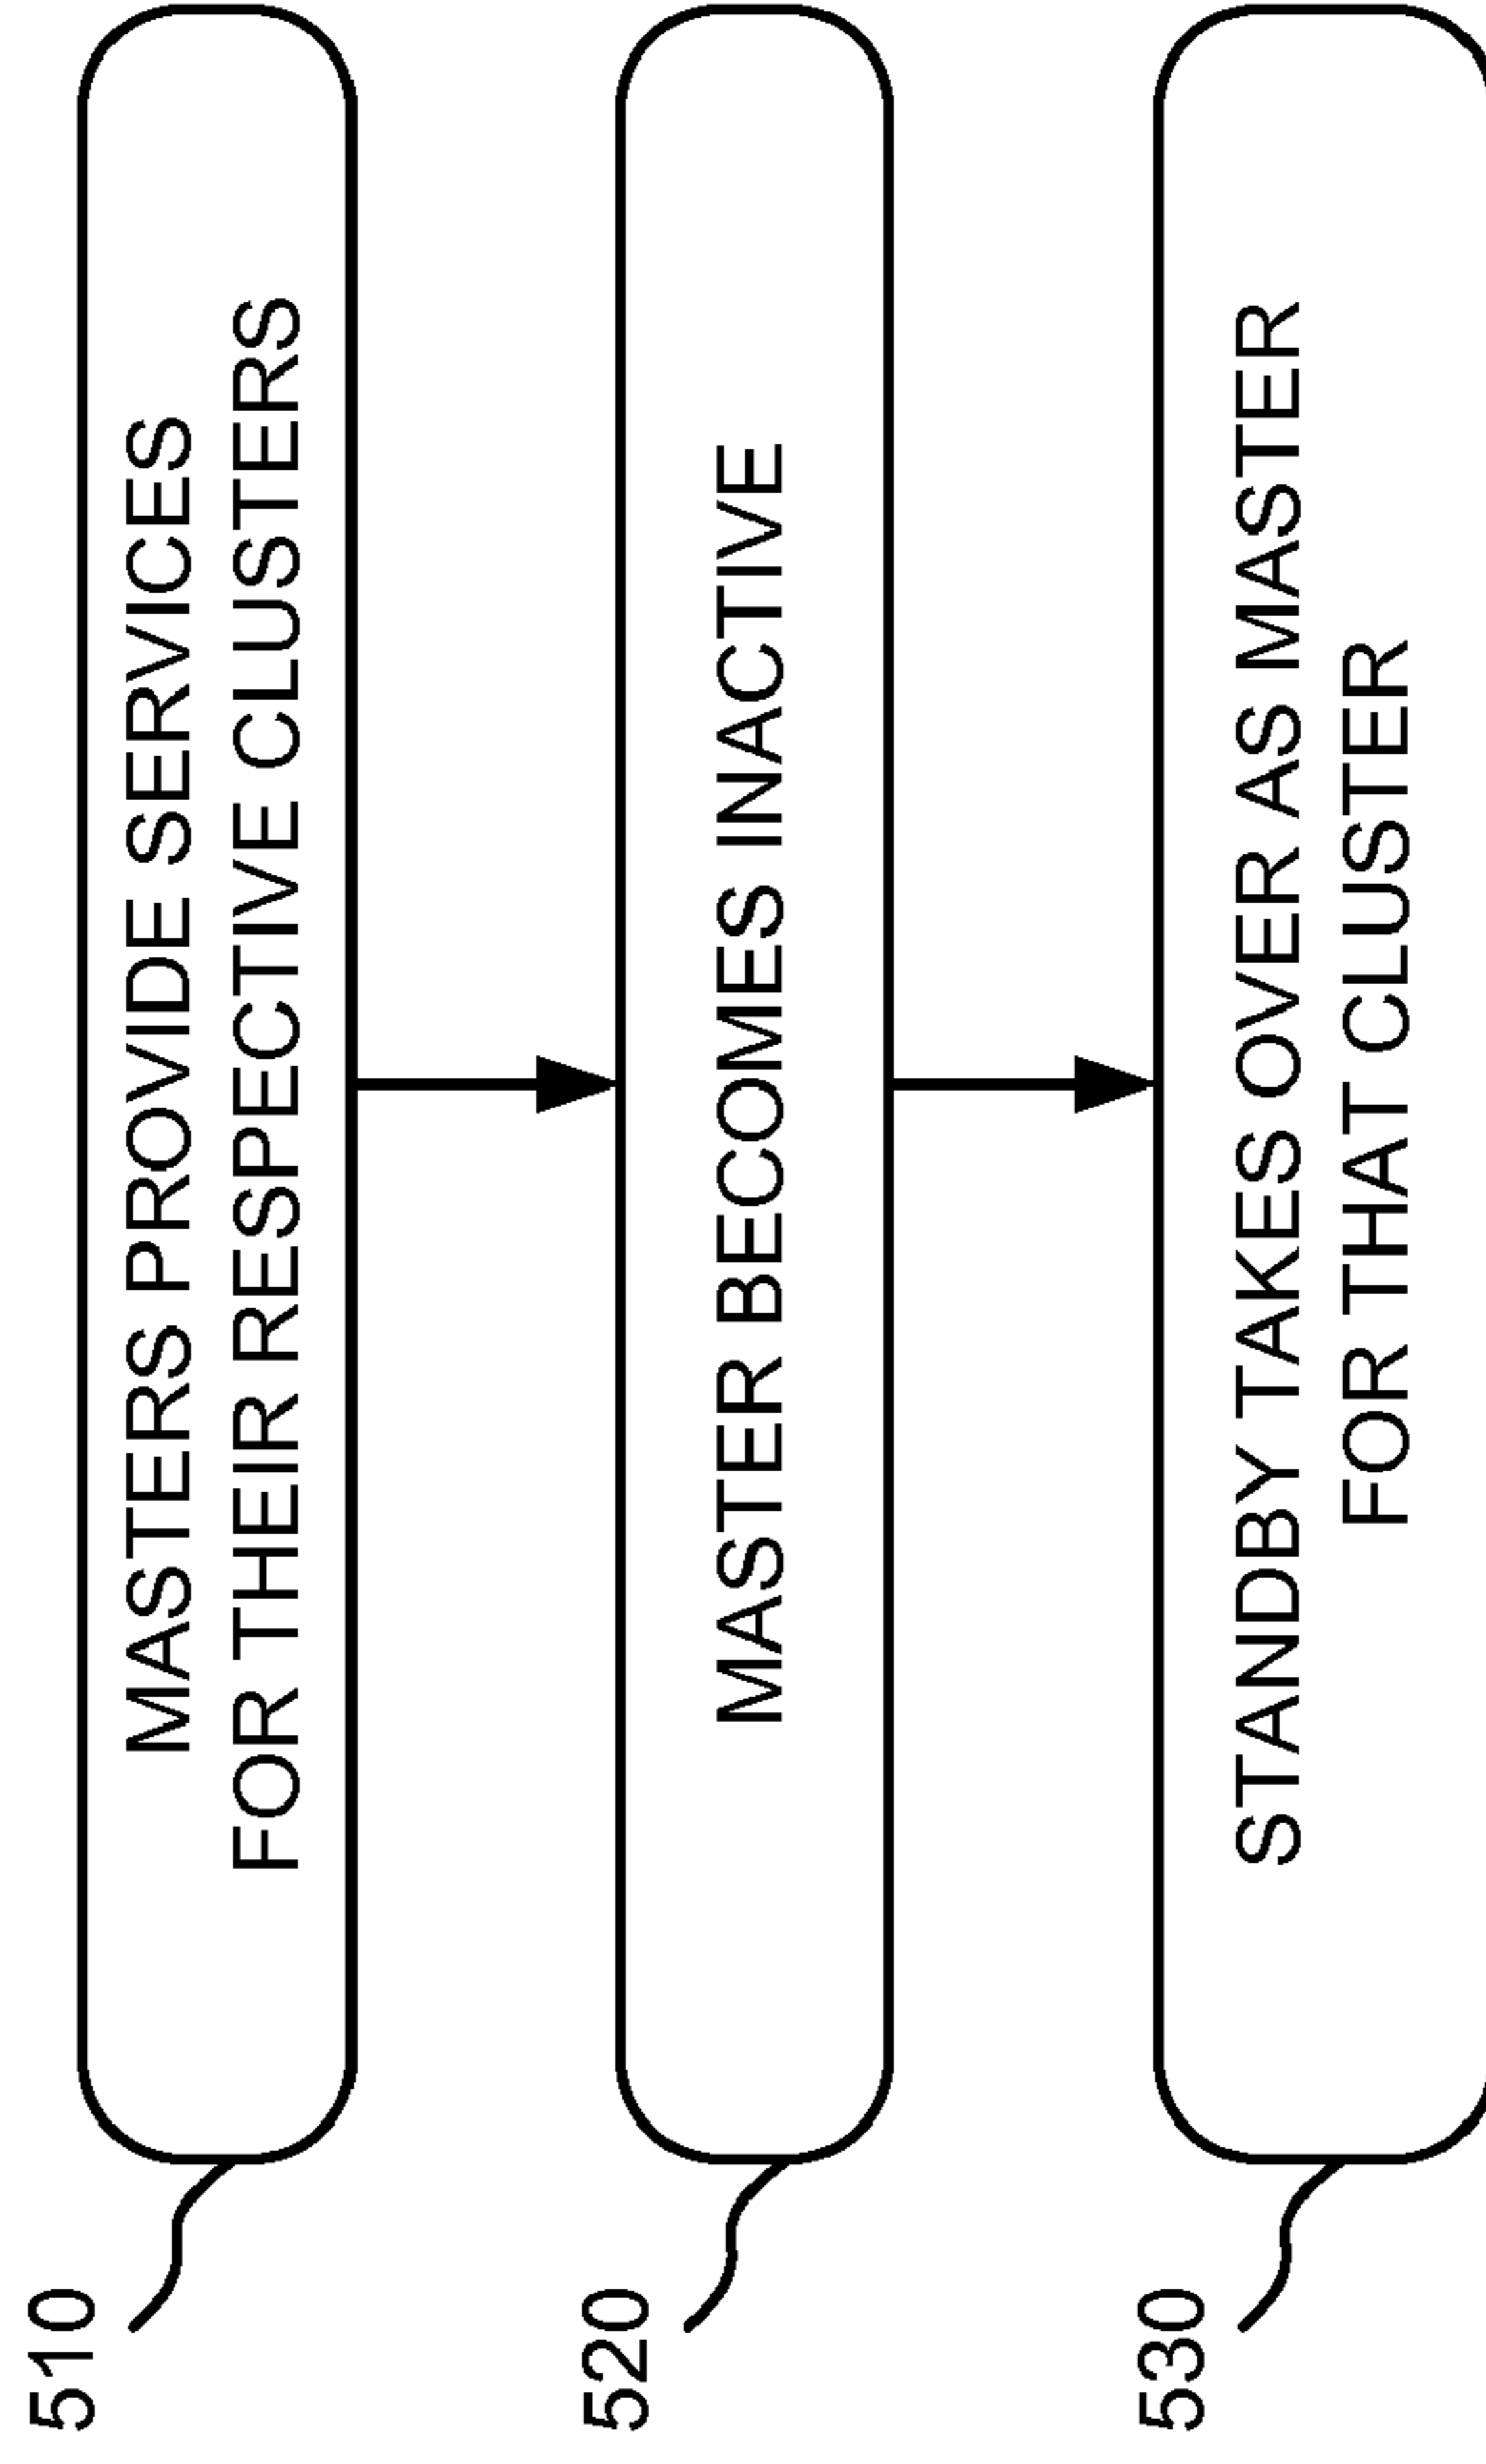 510
MASTERS PROVIDE SERVICES
FOR THEIR RESPECTIVE CLUSTERS
520
MASTER BECOMES INACTIVE
530
STANDBY TAKES OVER AS MASTER
FOR THAT CLUSTER